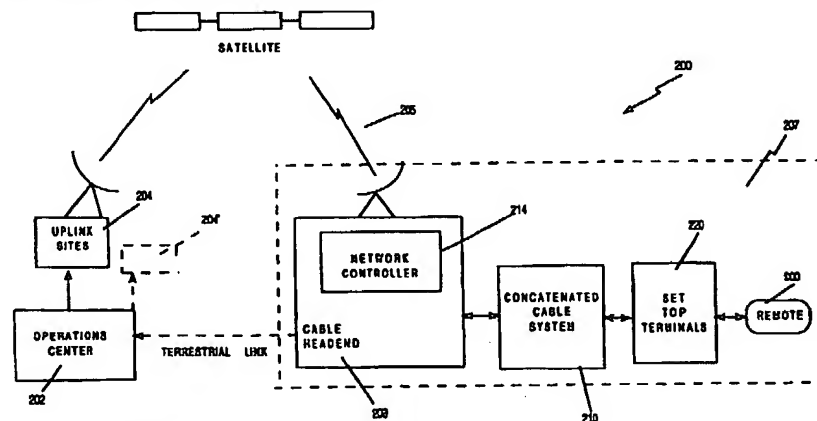 SATELLITE
200
205
207
204
UPLINK
SITES
204'
214
NETWORK
CONTROLLER
220
CONCATENATED
CABLE
SYSTEM
SET
TOP
TERMINALS
REMOTE
OPERATIONS
CENTER
TERRESTRIAL LINK
CABLE
HEADEND
202
210